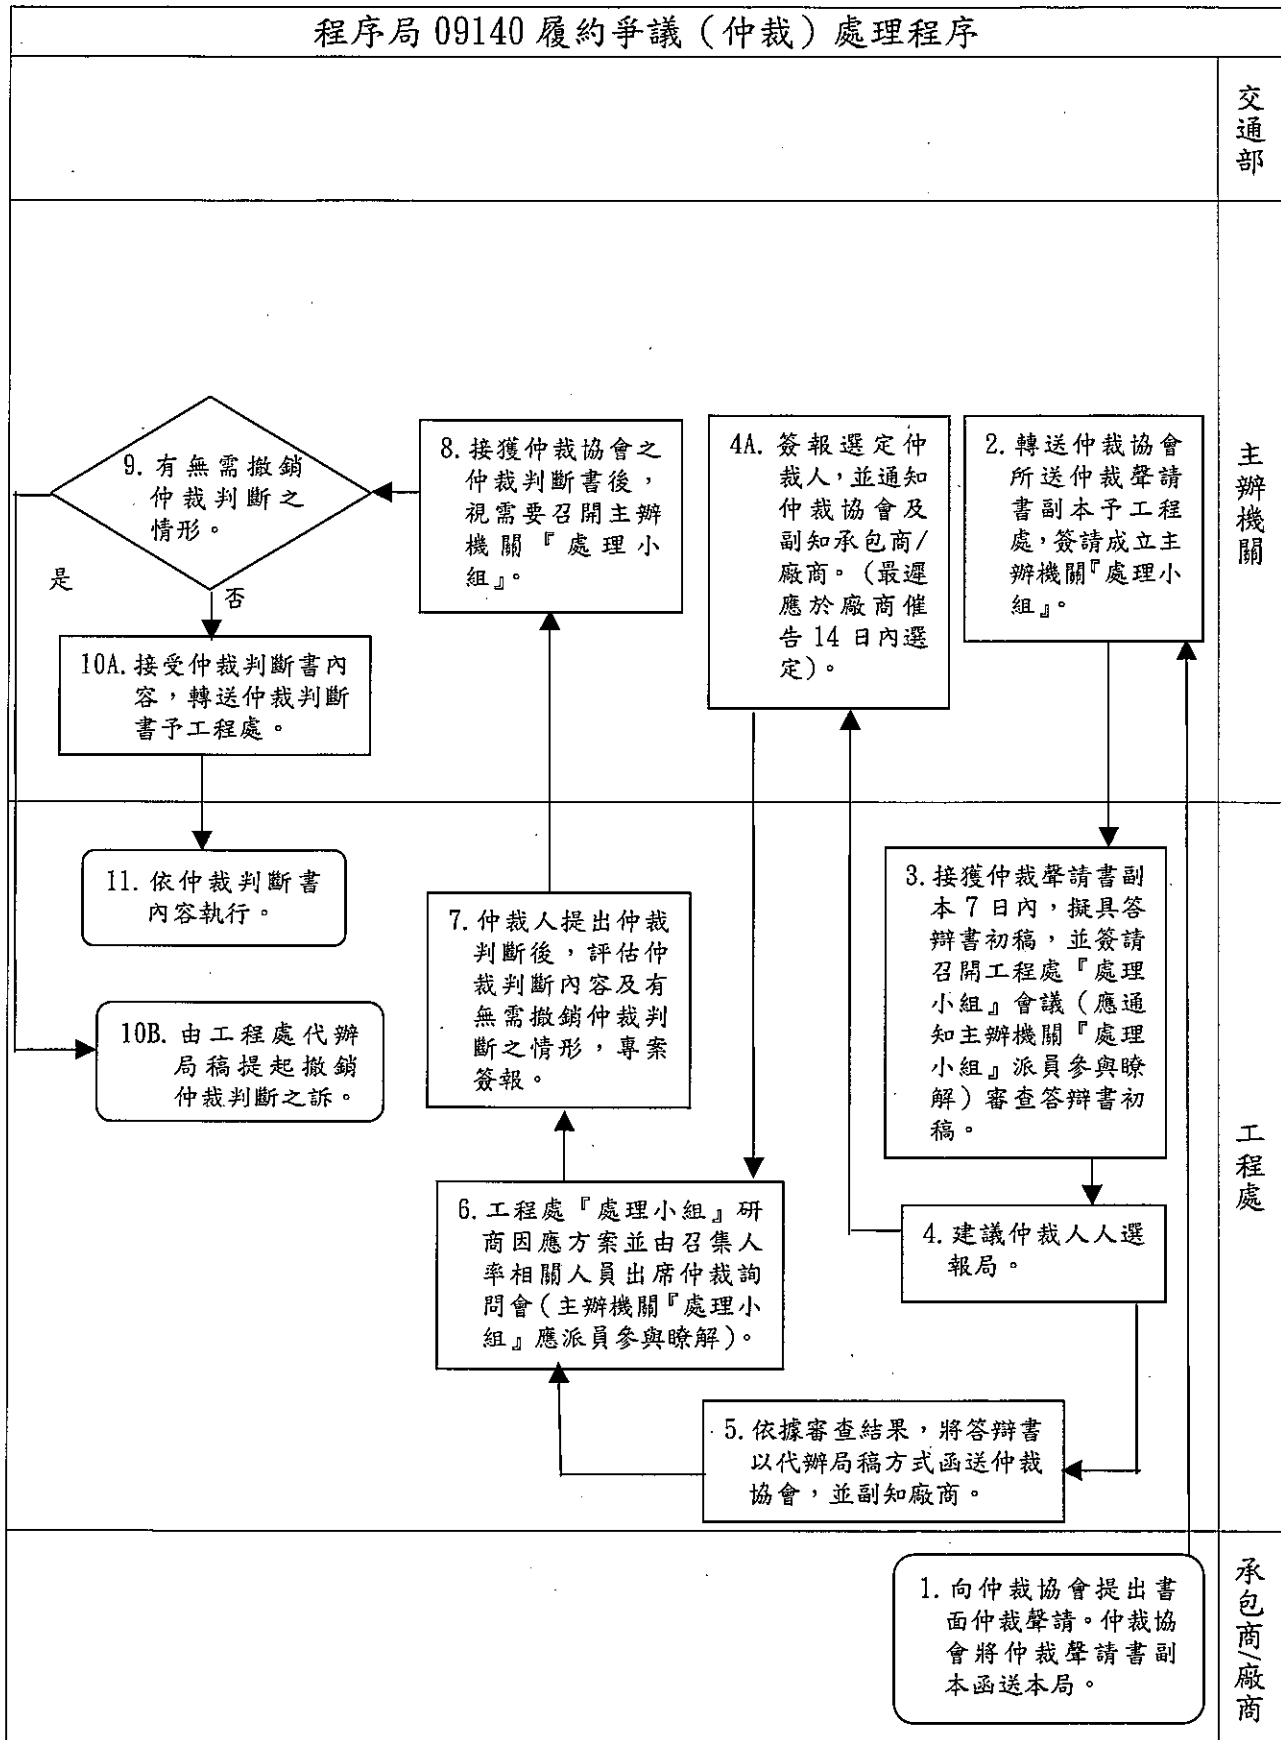 程序局 09140 履約爭議（仲裁）處理程序
交通部
主辦機關
9. 有無需撤銷
仲裁判斷之
情形。
是
否
8. 接獲仲裁協會之
仲裁判斷書後，
視需要召開主辦
機關『處理小
組』。
4A. 簽報選定仲
裁人，並通知
仲裁協會及
副知承包商/
廠商。（最遲
應於廠商催
告 14 日內選
定）。
2. 轉送仲裁協會
所送仲裁聲請
書副本予工程
處，簽請成立主
辦機關『處理小
組』。
10A. 接受仲裁判斷書內
容，轉送仲裁判斷
書予工程處。
工程處
11. 依仲裁判斷書
內容執行。
10B. 由工程處代辦
局稿提起撤銷
仲裁判斷之訴。
7. 仲裁人提出仲裁
判斷後，評估仲
裁判斷內容及有
無需撤銷仲裁判
斷之情形，專案
簽報。
3. 接獲仲裁聲請書副
本 7 日內，擬具答
辯書初稿，並簽請
召開工程處『處理
小組』會議（應通
知主辦機關『處理
小組』派員參與瞭
解）審查答辯書初
稿。
6. 工程處『處理小組』研
商因應方案並由召集人
率相關人員出席仲裁詢
問會（主辦機關『處理小
組』應派員參與瞭解）。
4. 建議仲裁人人選
報局。
5. 依據審查結果，將答辯書
以代辦局稿方式函送仲裁
協會，並副知廠商。
承包商/廠商
1. 向仲裁協會提出書
面仲裁聲請。仲裁協
會將仲裁聲請書副
本函送本局。